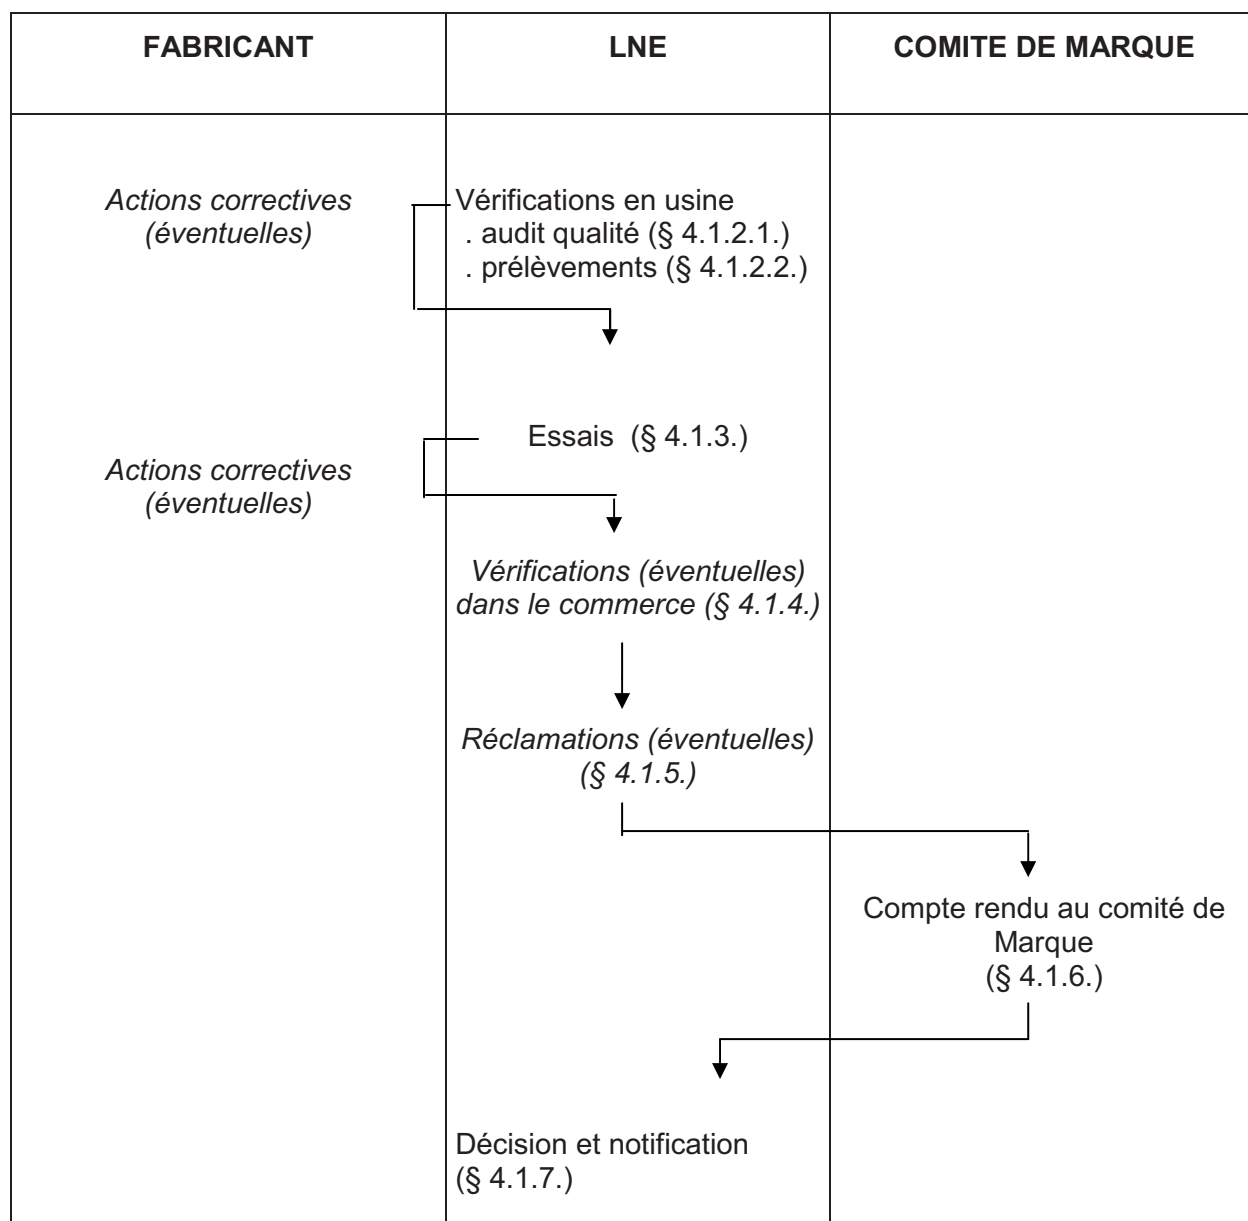 FABRICANT
LNE
COMITE DE MARQUE
Actions correctives
(éventuelles)
Vérifications en usine
. audit qualité (§ 4.1.2.1.)
. prélèvements (§ 4.1.2.2.)
Essais (§ 4.1.3.)
Actions correctives
(éventuelles)
Vérifications (éventuelles)
dans le commerce (§ 4.1.4.)
Réclamations (éventuelles)
(§ 4.1.5.)
Compte rendu au comité de
Marque
(§ 4.1.6.)
Décision et notification
(§ 4.1.7.)